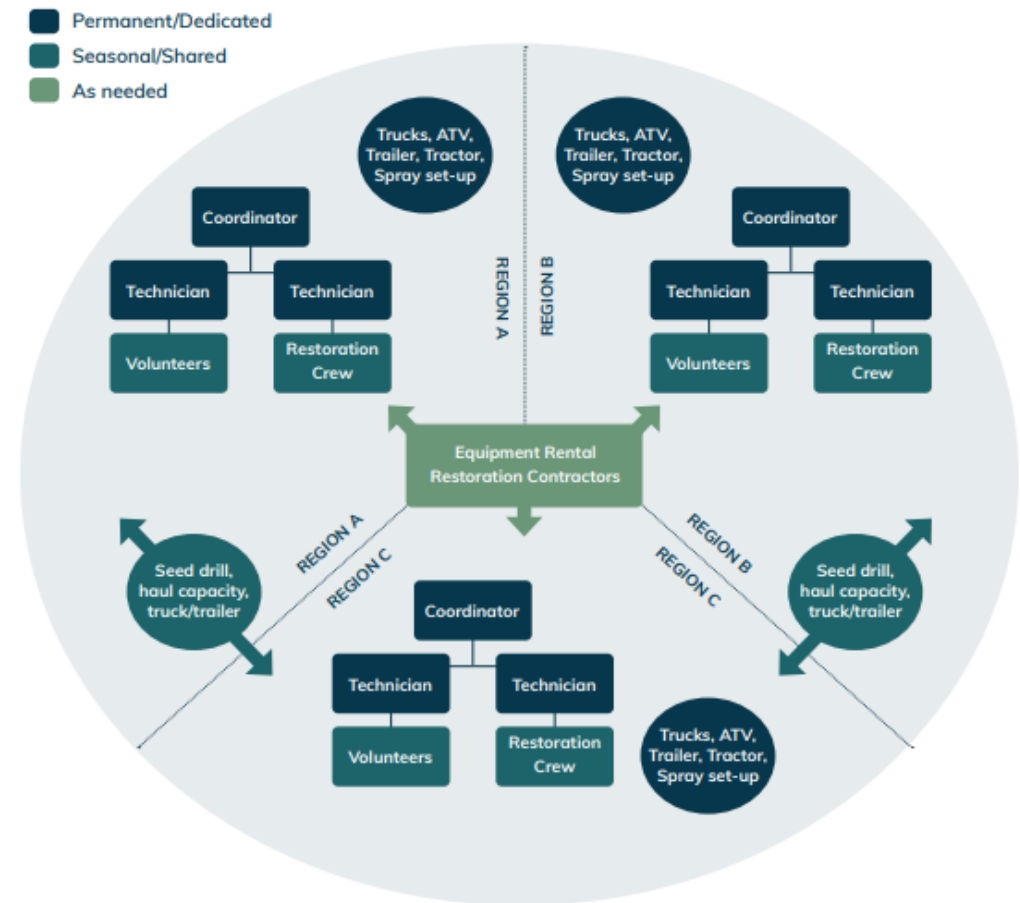 Permanent/Dedicated
Seasonal/Shared
As needed
Trucks, ATV,
Trailer, Tractor,
Spray set-up
Trucks, ATV,
Trailer, Tractor,
Spray set-up
Coordinator
Technician
Technician
Volunteers
Restoration
Crew
REGION A
REGION B
Coordinator
Technician
Technician
Volunteers
Restoration
Crew
Equipment Rental
Restoration Contractors
Seed drill,
haul capacity,
truck/trailer
REGION A
REGION C
REGION B
REGION C
Seed drill,
haul capacity,
truck/trailer
Coordinator
Technician
Technician
Volunteers
Restoration
Crew
Trucks, ATV,
Trailer, Tractor,
Spray set-up